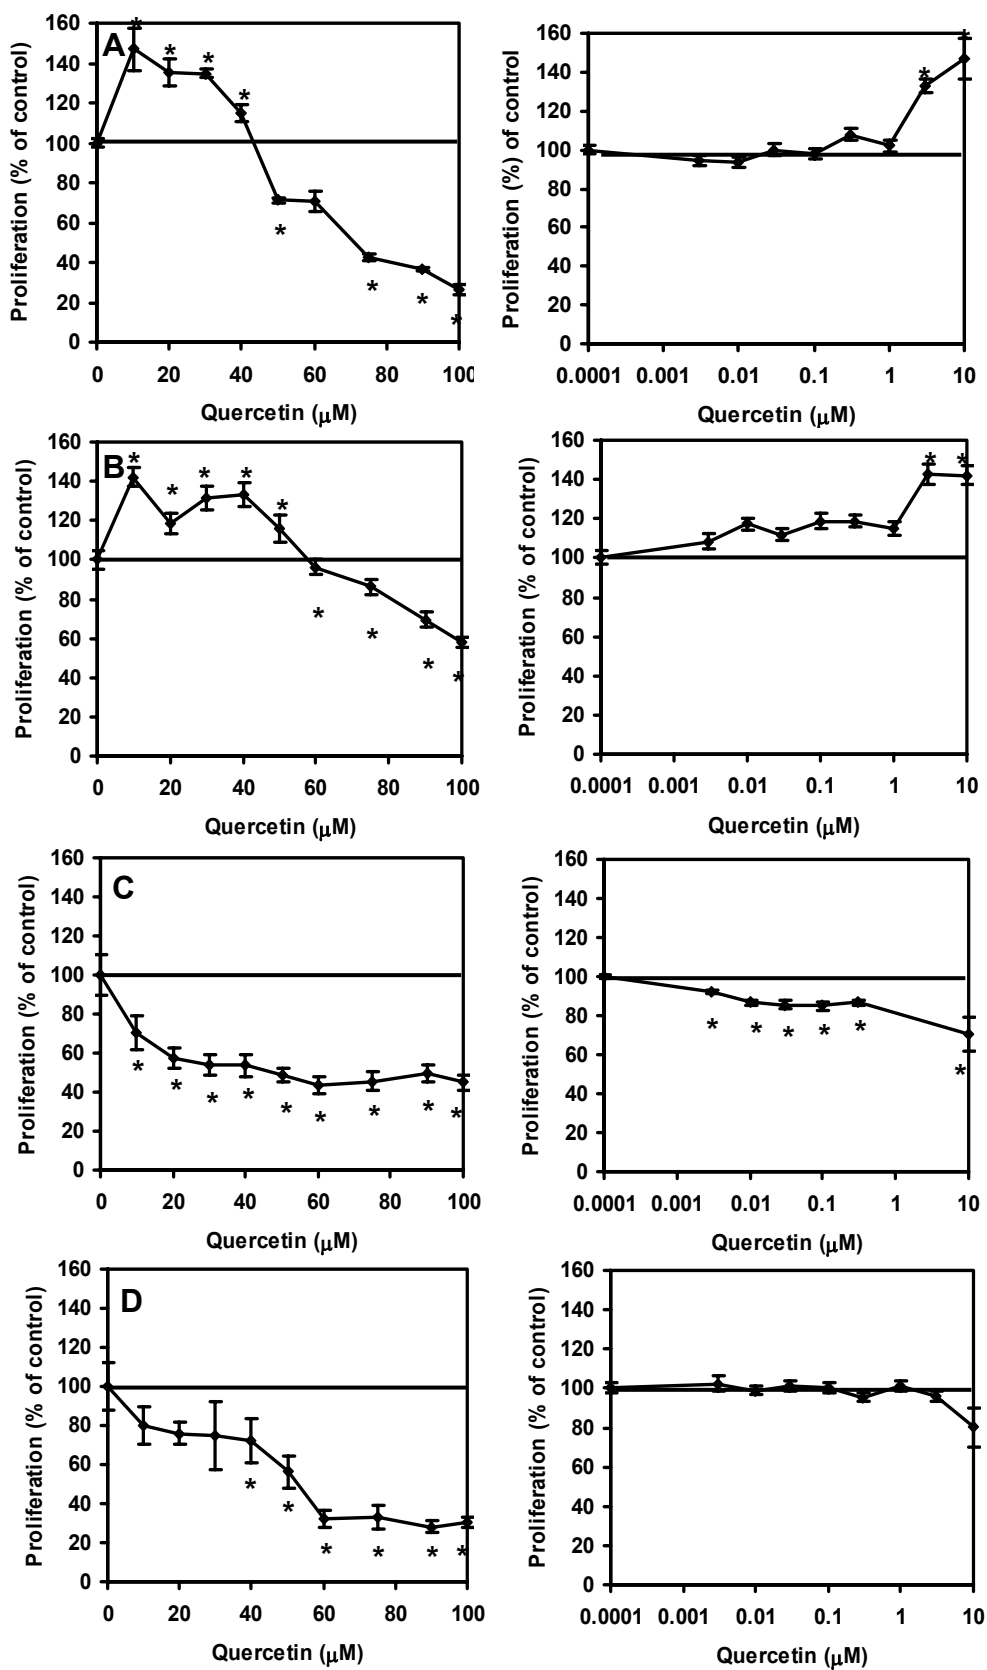 A
Proliferation (% of control)
160
140
120
100
80
60
40
20
0
* * * * * * * *
0 20 40 60 80 100
Quercetin (μM)
Proliferation (%) of control
160
140
120
100
80
60
40
20
0
* *
0.0001 0.001 0.01 0.1 1 10
Quercetin (μM)
B
Proliferation (% of control)
160
140
120
100
80
60
40
20
0
* * * * * * * * *
0 20 40 60 80 100
Quercetin (μM)
Proliferation (% of control)
160
140
120
100
80
60
40
20
0
* *
0.0001 0.001 0.01 0.1 1 10
Quercetin (μM)
C
Proliferation (% of control)
160
140
120
100
80
60
40
20
0
* * * * * * * * *
0 20 40 60 80 100
Quercetin (μM)
Proliferation (% of control)
160
140
120
100
80
60
40
20
0
* * * * * *
0.0001 0.001 0.01 0.1 1 10
Quercetin (μM)
D
Proliferation (% of control)
160
140
120
100
80
60
40
20
0
* * * * * *
0 20 40 60 80 100
Quercetin (μM)
Proliferation (% of control)
160
140
120
100
80
60
40
20
0
0.0001 0.001 0.01 0.1 1 10
Quercetin (μM)